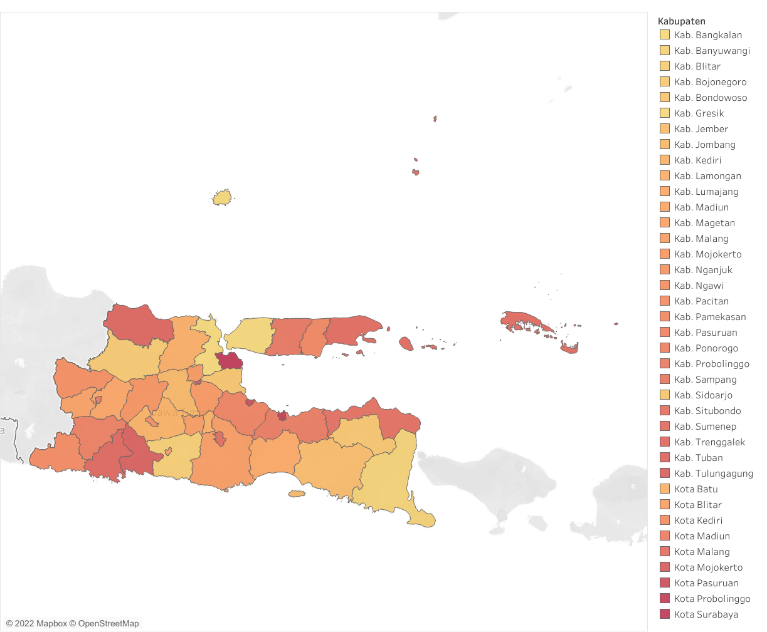 Kabupaten
Kab. Bangkalan
Kab. Banyuwangi
Kab. Blitar
Kab. Bojonegoro
Kab. Bondowoso
Kab. Gresik
Kab. Jember
Kab. Jombang
Kab. Kediri
Kab. Lamongan
Kab. Lumajang
Kab. Madiun
Kab. Magetan
Kab. Malang
Kab. Mojokerto
Kab. Nganjuk
Kab. Ngawi
Kab. Pacitan
Kab. Pamekasan
Kab. Pasuruan
Kab. Ponorogo
Kab. Probolinggo
Kab. Sampang
Kab. Sidoarjo
Kab. Situbondo
Kab. Sumenep
Kab. Trenggalek
Kab. Tuban
Kab. Tulungagung
Kota Batu
Kota Blitar
Kota Kediri
Kota Madiun
Kota Malang
Kota Mojokerto
Kota Pasuruan
Kota Probolinggo
Kota Surabaya
a
© 2022 Mapbox © OpenStreetMap